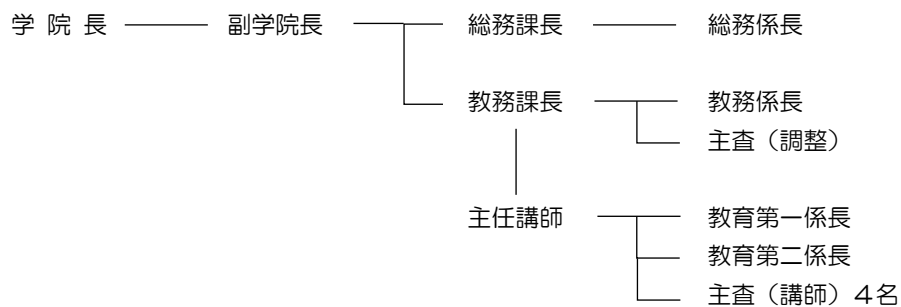 学 院 長 副学院長 総務課長 総務係長
教務課長 教務係長
主査（調整）
主任講師 教育第一係長
教育第二係長
主査（講師）４名